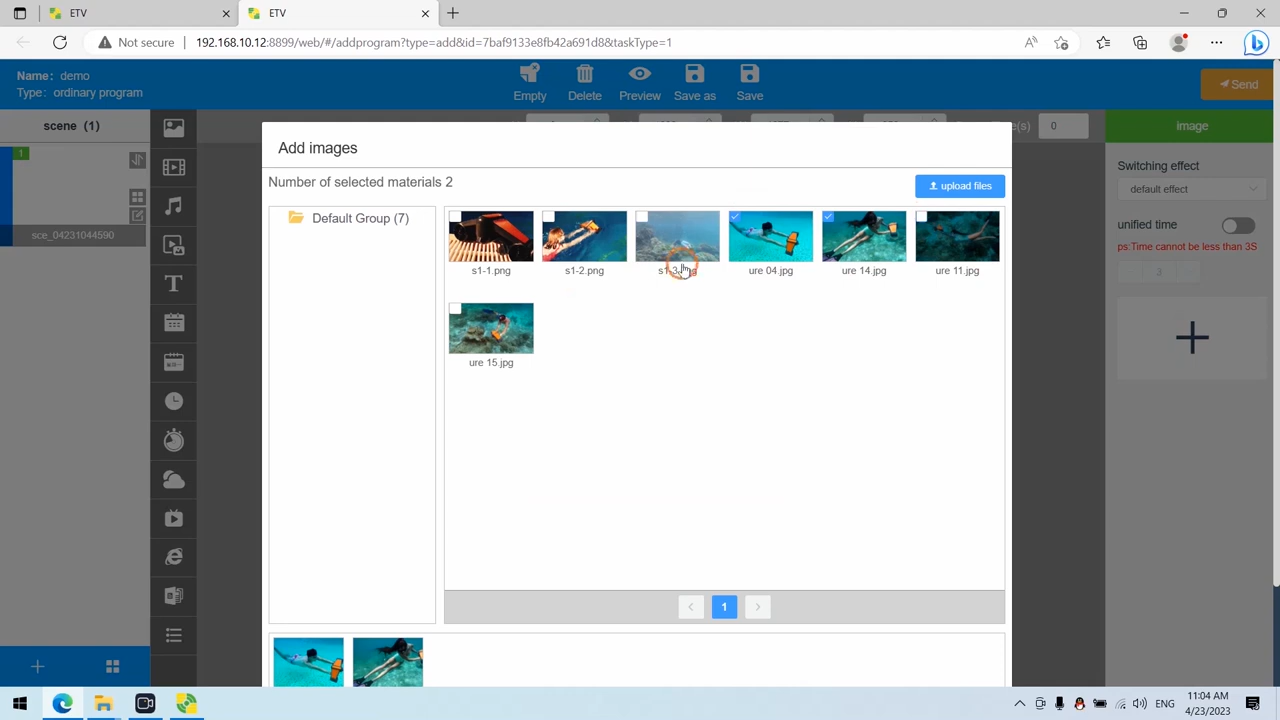 ETV
ETV
Not secure
192.168.10.12:8899/web/#/addprogram?type=add&id=7baf9133e8fb42a691d8&taskType=1
Name: demo
Type: ordinary program
Empty
Delete
Preview
Save as
Save
Send
scene (1)
0
image
1
sce_04231044590
Add images
Number of selected materials 2
upload files
Default Group (7)
s1-1.png
s1-2.png
ure 04.jpg
ure 14.jpg
ure 11.jpg
ure 15.jpg
1
Switching effect
default effect
unified time
ps:Time cannot be less than 3S
3
ENG
11:04 AM
4/23/2023